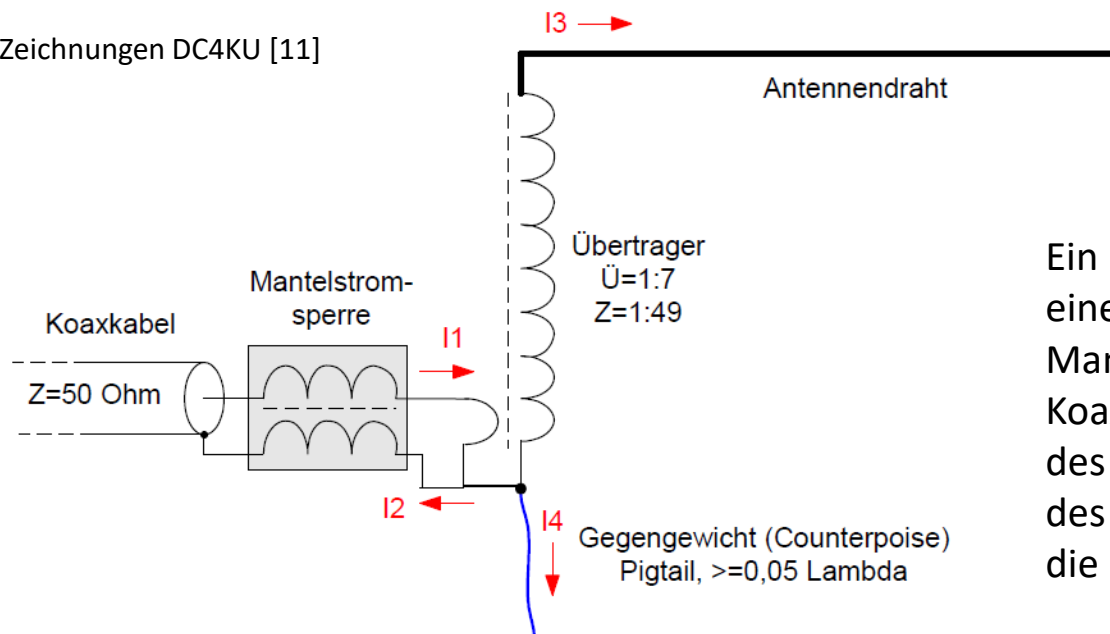 Zeichnungen DC4KU [11]
I3
Antennendraht
Übertrager
Ü=1:7
Z=1:49
Mantelstrom-
sperre
Koaxkabel
Z=50 Ohm
I1
I2
I4
Gegengewicht (Counterpoise)
Pigtail, >=0,05 Lambda
Ein
eine
Man
Koa
des
des
die